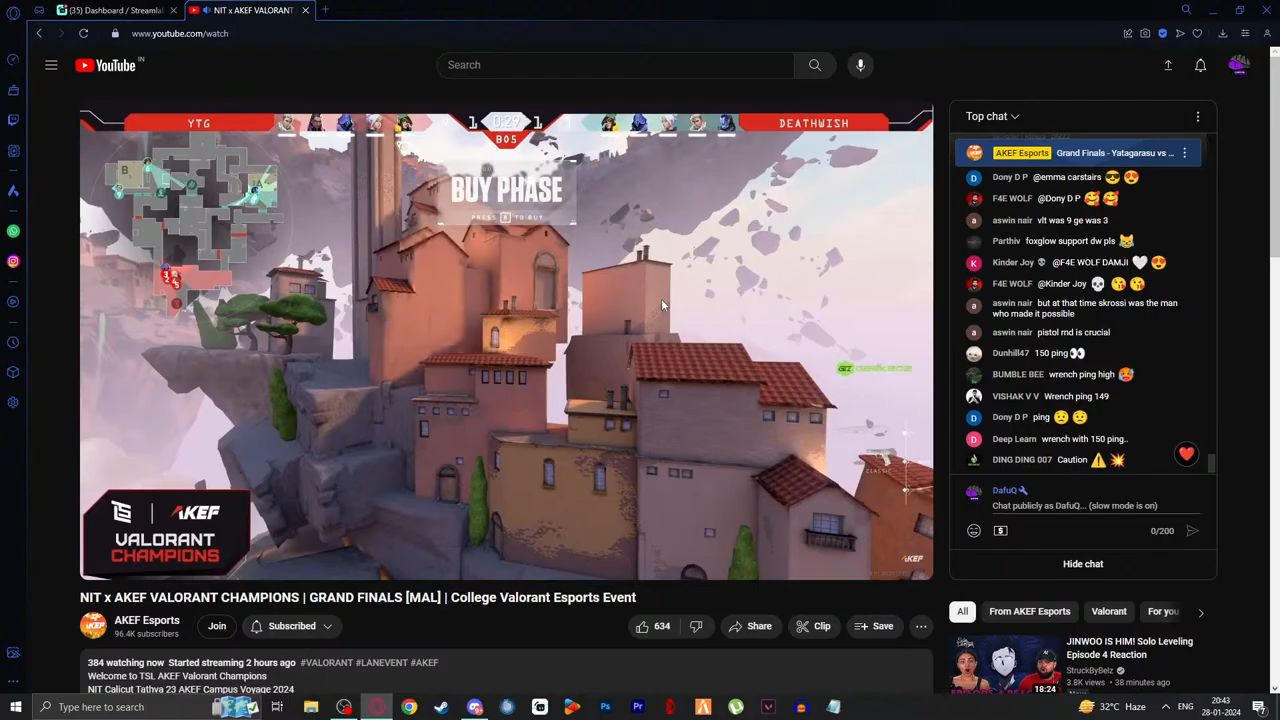 (35) Dashboard / Streamlab
NIT x AKEF VALORANT
www.youtube.com/watch
YouTube IN
Search
YTG
1 0:29 1
BO5
DEATHWISH
BUY PHASE
PRESS B TO BUY
B
CLASSIC
AKEF
VALORANT
CHAMPIONS
AKEF
Top chat
AKEF Esports Grand Finals - Yatagarasu vs ...
Dony D P @emma carstairs 😎 😍
F4E WOLF @Dony D P 🥰 🥰
aswin nair vlt was 9 ge was 3
Parthiv foxglow support dw pls 😼
Kinder Joy 💀 @F4E WOLF DAMJI 🤍 😍
F4E WOLF @Kinder Joy 💀 😘 😘
aswin nair but at that time skrossi was the man
who made it possible
aswin nair pistol rnd is crucial
Dunhill47 150 ping 👀
BUMBLE BEE wrench ping high 🥵
VISHAK V V Wrench ping 149
Dony D P ping 😟 😟
Deep Learn wrench with 150 ping..
DING DING 007 Caution ⚠️ 💥
DafuQ
Chat publicly as DafuQ... (slow mode is on)
0/200
Hide chat
NIT x AKEF VALORANT CHAMPIONS | GRAND FINALS [MAL] | College Valorant Esports Event
AKEF Esports
96.4K subscribers
Join
Subscribed
634
Share
Clip
Save
384 watching now Started streaming 2 hours ago #VALORANT #LANEVENT #AKEF
Welcome to TSL AKEF Valorant Champions
NIT Calicut Tathva 23 AKEF Campus Voyage 2024
All
From AKEF Esports
Valorant
For you
JINWOO IS HIM! Solo Leveling
Episode 4 Reaction
StruckByBelz
3.8K views • 38 minutes ago
New
18:24
Type here to search
32°C Haze
ENG
20:43
28-01-2024